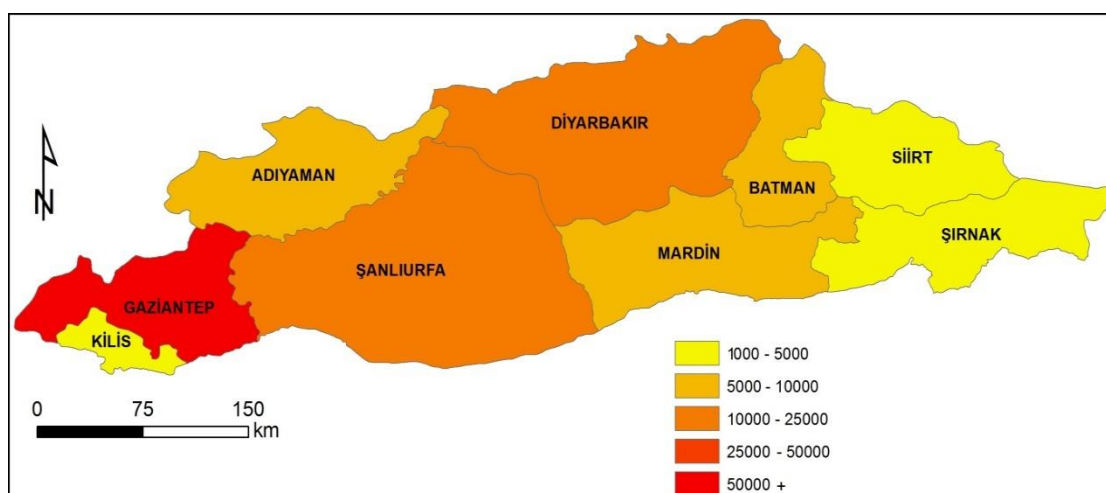 DİYARBAKIR
SİİRT
ADIYAMAN
BATMAN
ŞIRNAK
MARDİN
ŞANLIURFA
GAZİANTEP
KİLİS
N
0 75 150
km
1000 - 5000
5000 - 10000
10000 - 25000
25000 - 50000
50000 +